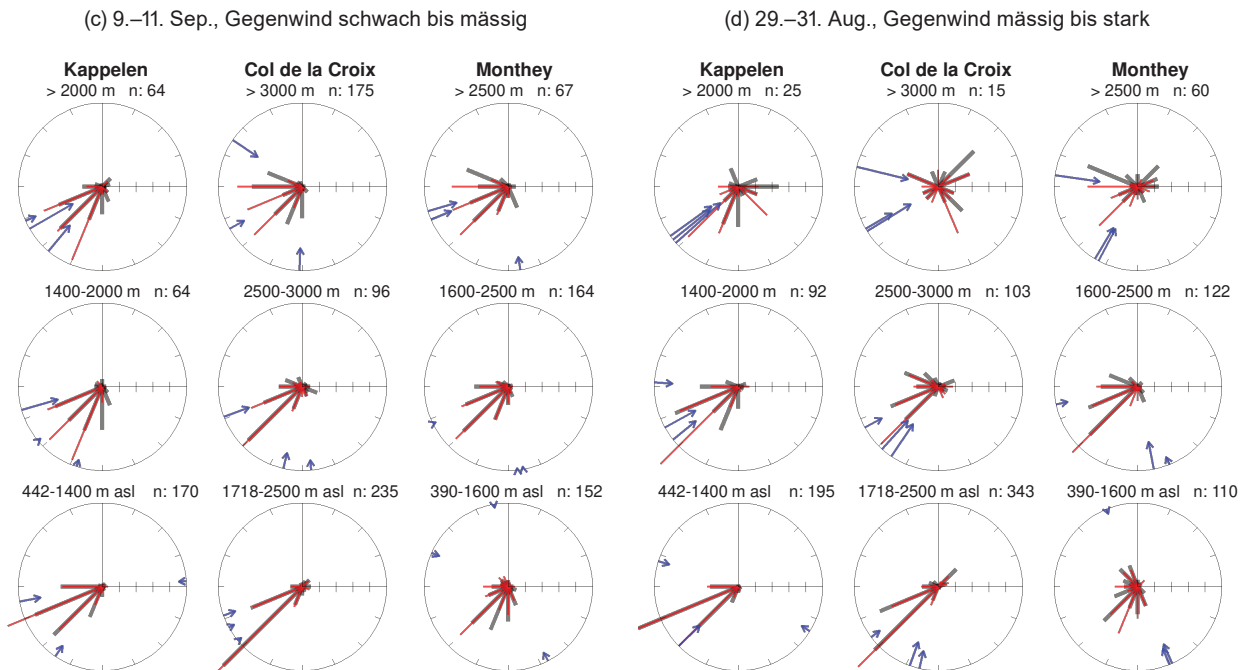 (c) 9.–11. Sep., Gegenwind schwach bis mässig
(d) 29.–31. Aug., Gegenwind mässig bis stark
Kappelen
> 2000 m n: 64
Col de la Croix
> 3000 m n: 175
Monthey
> 2500 m n: 67
Kappelen
> 2000 m n: 25
Col de la Croix
> 3000 m n: 15
Monthey
> 2500 m n: 60
1400-2000 m n: 64
2500-3000 m n: 96
1600-2500 m n: 164
1400-2000 m n: 92
2500-3000 m n: 103
1600-2500 m n: 122
442-1400 m asl n: 170
1718-2500 m asl n: 235
390-1600 m asl n: 152
442-1400 m asl n: 195
1718-2500 m asl n: 343
390-1600 m asl n: 110